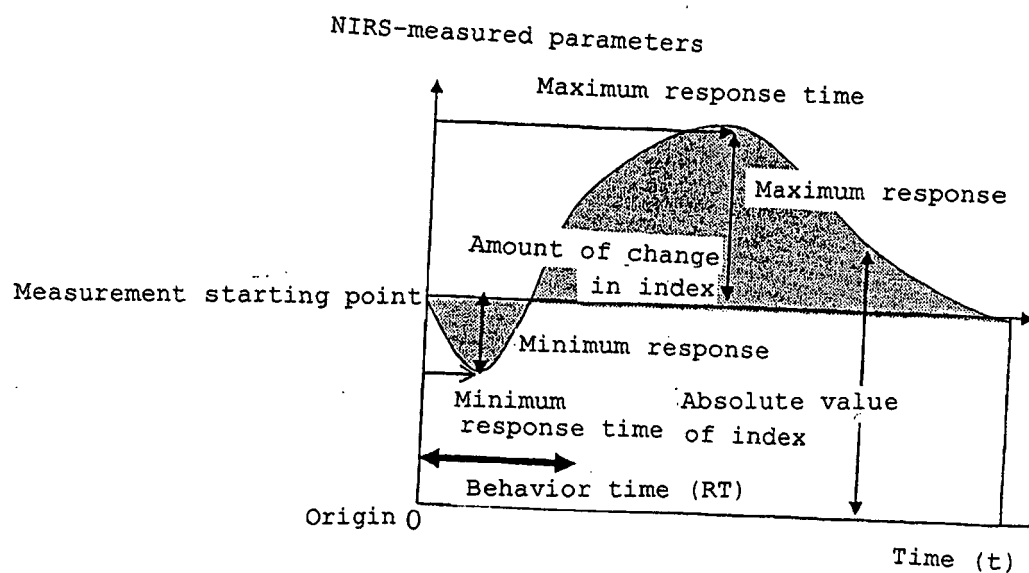 NIRS-measured parameters
Maximum response time
Maximum response
Amount of change
in index
Measurement starting point
Minimum response
Minimum
response time
Absolute value
of index
Behavior time (RT)
Origin 0
Time (t)